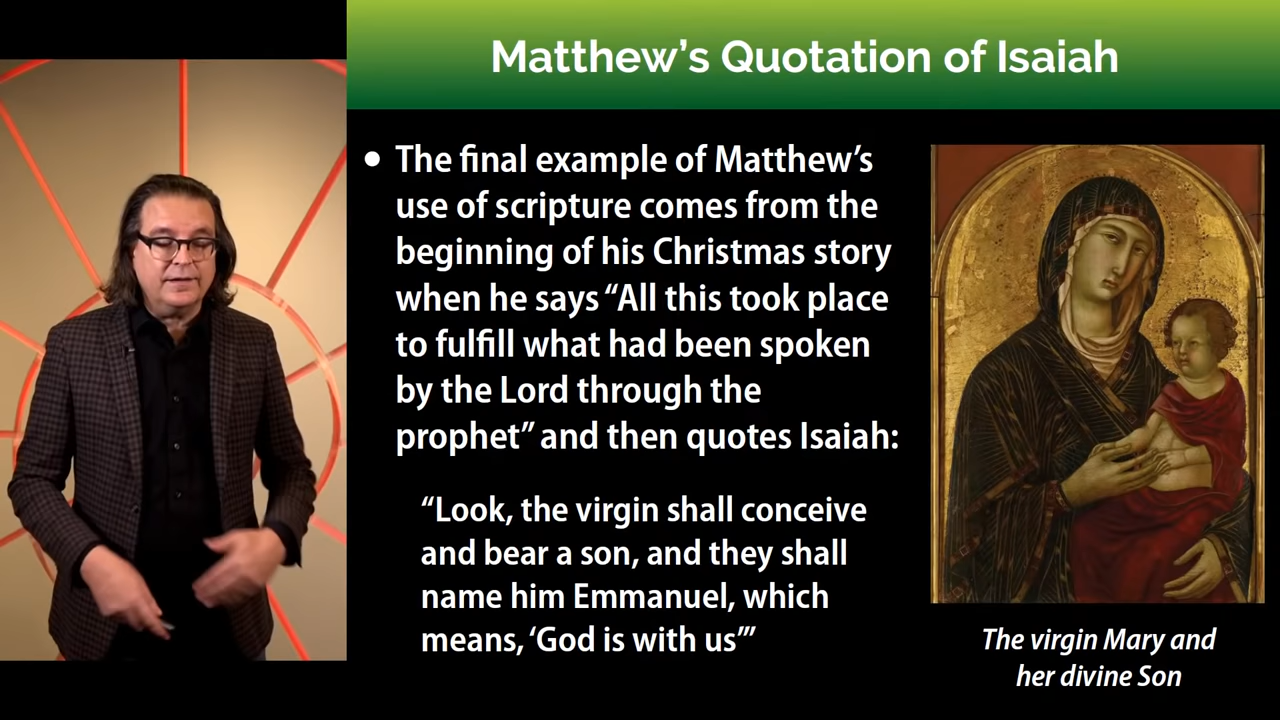 Matthew’s Quotation of Isaiah
• The final example of Matthew’s
use of scripture comes from the
beginning of his Christmas story
when he says “All this took place
to fulfill what had been spoken
by the Lord through the
prophet” and then quotes Isaiah:
“Look, the virgin shall conceive
and bear a son, and they shall
name him Emmanuel, which
means, ‘God is with us’”
The virgin Mary and
her divine Son